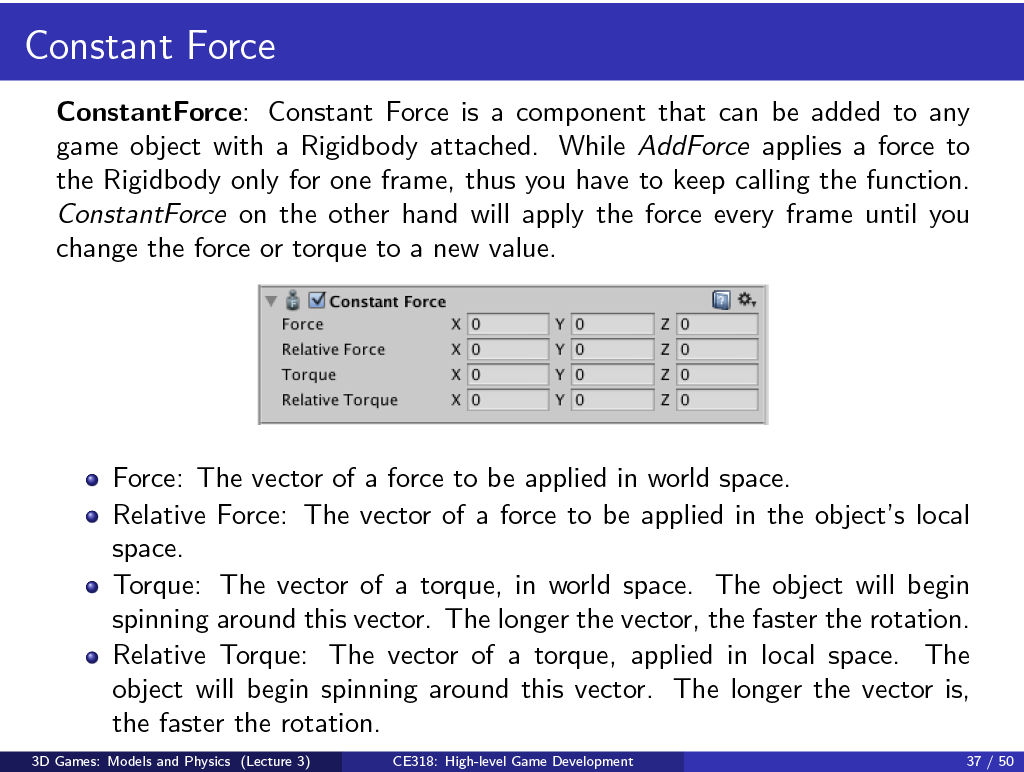 Constant Force
ConstantForce: Constant Force is a component that can be added to any
game object with a Rigidbody attached. While AddForce applies a force to
the Rigidbody only for one frame, thus you have to keep calling the function.
ConstantForce on the other hand will apply the force every frame until you
change the force or torque to a new value.
Constant Force
Force X 0 Y 0 Z 0
Relative Force X 0 Y 0 Z 0
Torque X 0 Y 0 Z 0
Relative Torque X 0 Y 0 Z 0
Force: The vector of a force to be applied in world space.
Relative Force: The vector of a force to be applied in the object's local
space.
Torque: The vector of a torque, in world space. The object will begin
spinning around this vector. The longer the vector, the faster the rotation.
Relative Torque: The vector of a torque, applied in local space. The
object will begin spinning around this vector. The longer the vector is,
the faster the rotation.
3D Games: Models and Physics (Lecture 3) CE318: High-level Game Development 37 / 50